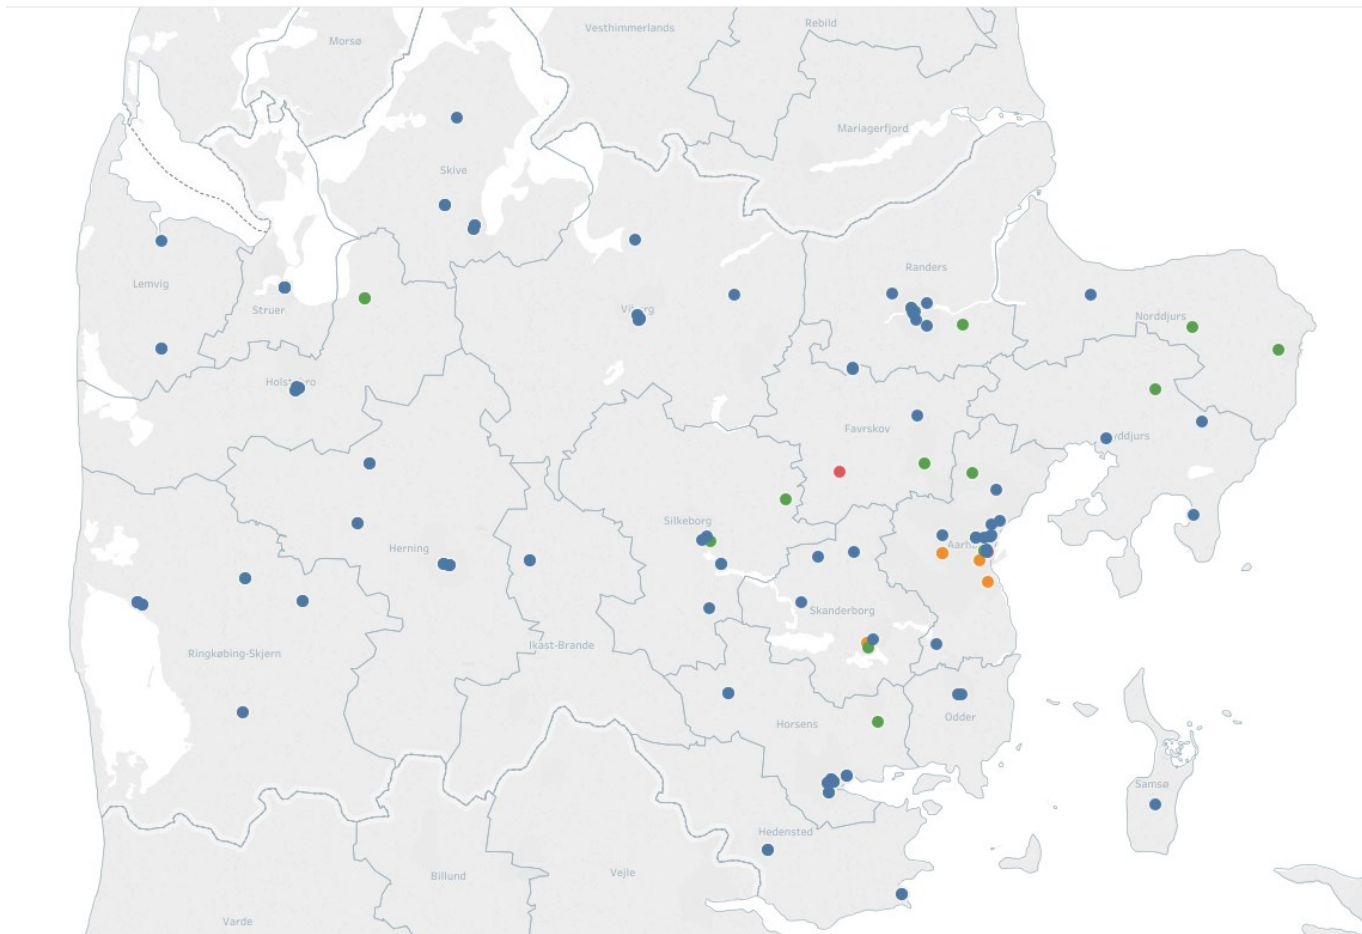 Rebild
Vesthimmerlands
Morsø
Mariagerfjord
Skive
Randers
Lemvig
Struer
Norddjurs
Favrskov
Silkeborg
Herning
Skanderborg
Ikast-Brande
Ringkøbing-Skjern
Odder
Horsens
Samsø
Hedensted
Vejle
Billund
Varde